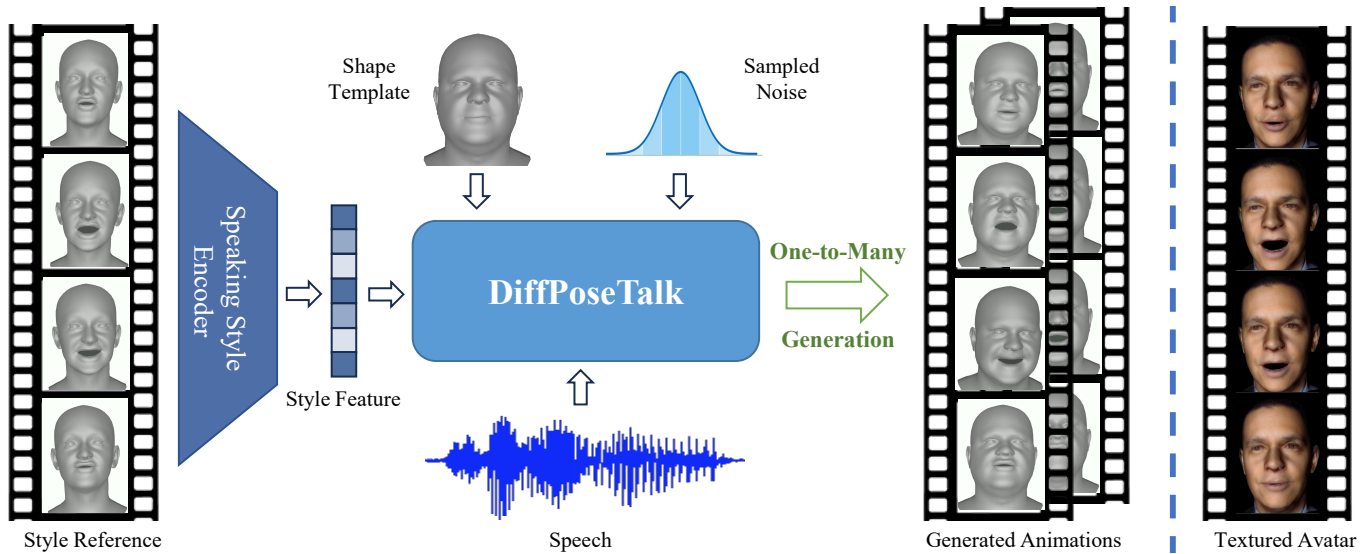 Shape
Template
Sampled
Noise
Speaking Style
Encoder
DiffPoseTalk
One-to-Many
Generation
Style Feature
Style Reference
Speech
Generated Animations
Textured Avatar